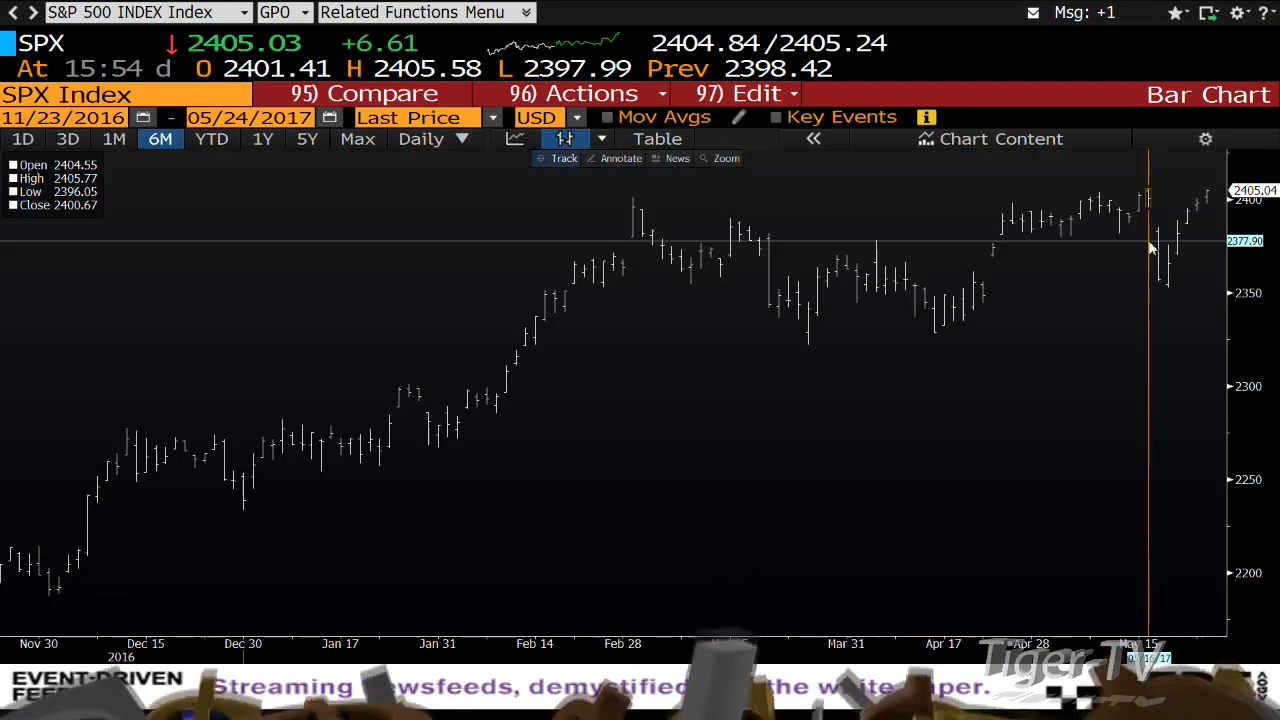 S&P 500 INDEX Index GPO Related Functions Menu Msg: +1 ?
SPX 2405.03 +6.61 2404.84/2405.24
At 15:54 d O 2401.41 H 2405.58 L 2397.99 Prev 2398.42
SPX Index 95) Compare 96) Actions 97) Edit Bar Chart
11/23/2016 - 05/24/2017 Last Price USD Mov Avgs Key Events
1D 3D 1M 6M YTD 1Y 5Y Max Daily Table Chart Content
Track Annotate News Zoom
Open 2404.55
High 2405.77
Low 2396.05
Close 2400.67
2405.04
2400
2377.90
2350
2300
2250
2200
Nov 30 Dec 15 Dec 30 Jan 17 Jan 31 Feb 14 Feb 28 Mar 31 Apr 17 Apr 28 May 15
2016 05/16/17
Tiger-TV
EVENT-DRIVEN
Streaming newsfeeds, demystified. the white paper.